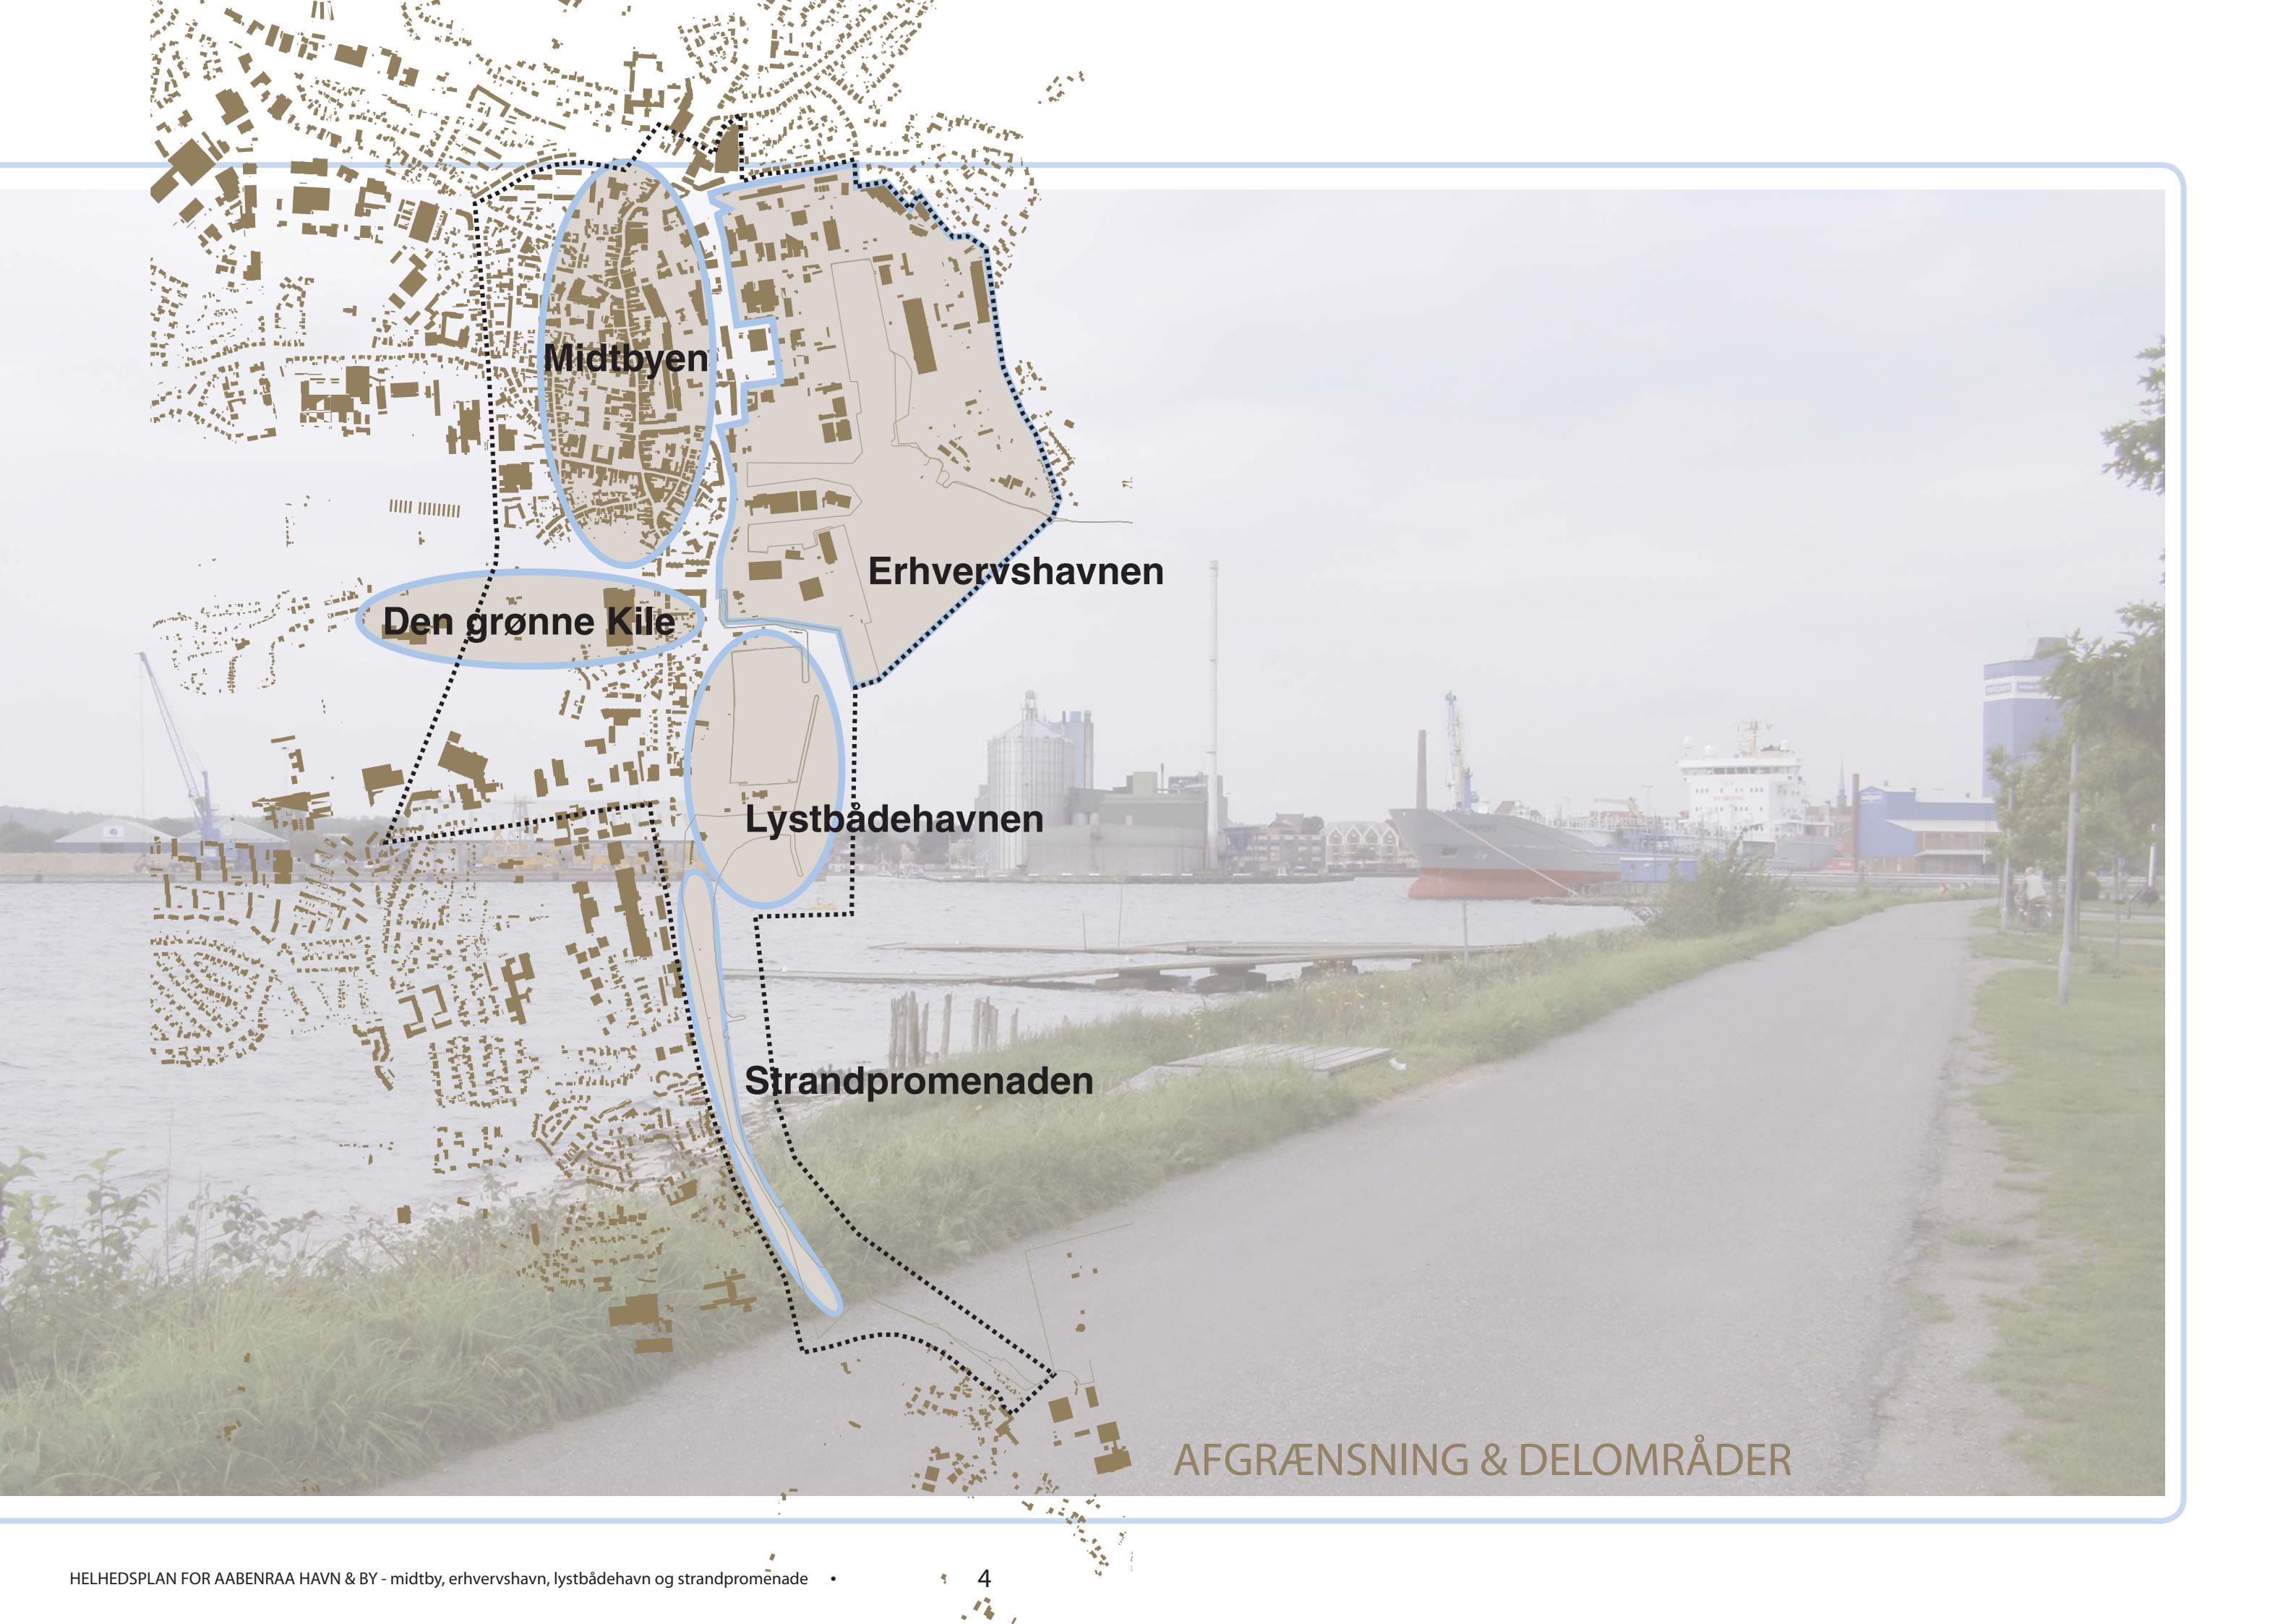 Midtbyen
Erhvervshavnen
Den grønne Kile
Lystbådehavnen
Strandpromenaden
AFGRÆNSNING & DELOMRÅDER
HELHEDSPLAN FOR AABENRAA HAVN & BY - midtby, erhvervshavn, lystbådehavn og strandpromenade • 4